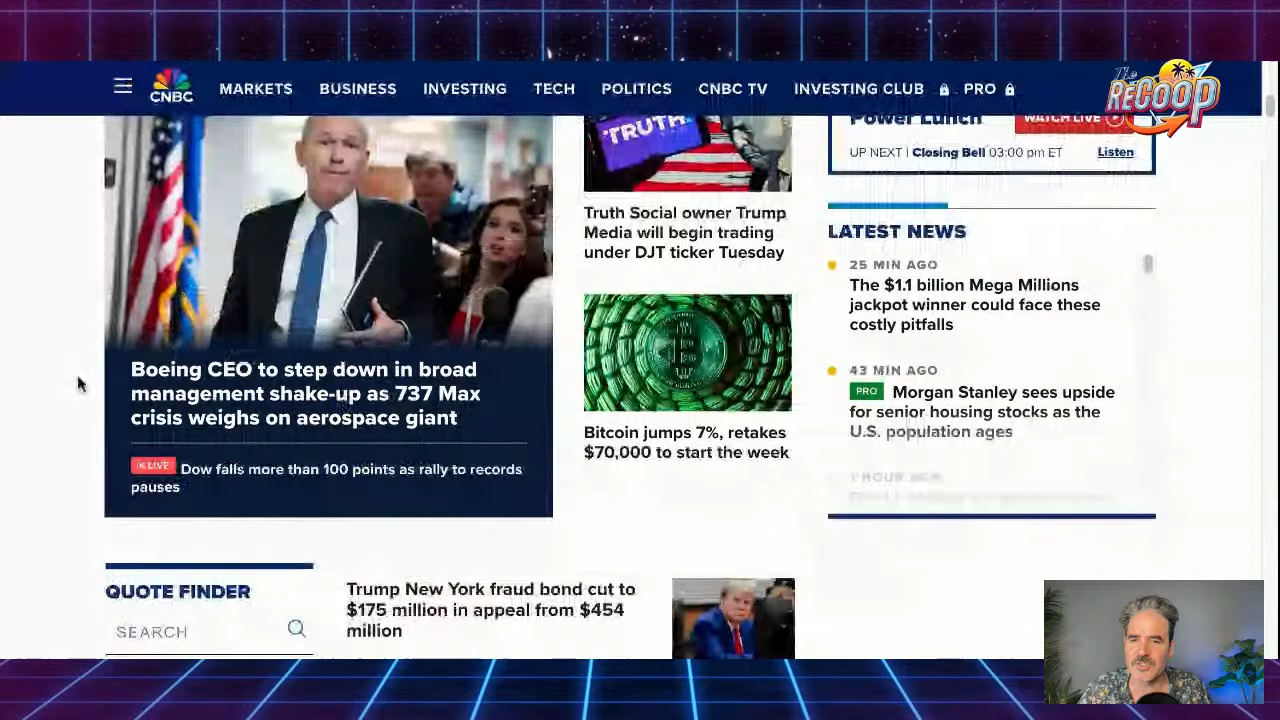 CNBC
MARKETS
BUSINESS
INVESTING
TECH
POLITICS
CNBC TV
INVESTING CLUB
PRO
The
RECOOP
TRUTH
Power Lunch
WATCH LIVE
UP NEXT | Closing Bell 03:00 pm ET
Listen
Boeing CEO to step down in broad
management shake-up as 737 Max
crisis weighs on aerospace giant
LIVE Dow falls more than 100 points as rally to records
pauses
Truth Social owner Trump
Media will begin trading
under DJT ticker Tuesday
Bitcoin jumps 7%, retakes
$70,000 to start the week
LATEST NEWS
25 MIN AGO
The $1.1 billion Mega Millions
jackpot winner could face these
costly pitfalls
43 MIN AGO
PRO Morgan Stanley sees upside
for senior housing stocks as the
U.S. population ages
1 HOUR AGO
QUOTE FINDER
SEARCH
Trump New York fraud bond cut to
$175 million in appeal from $454
million